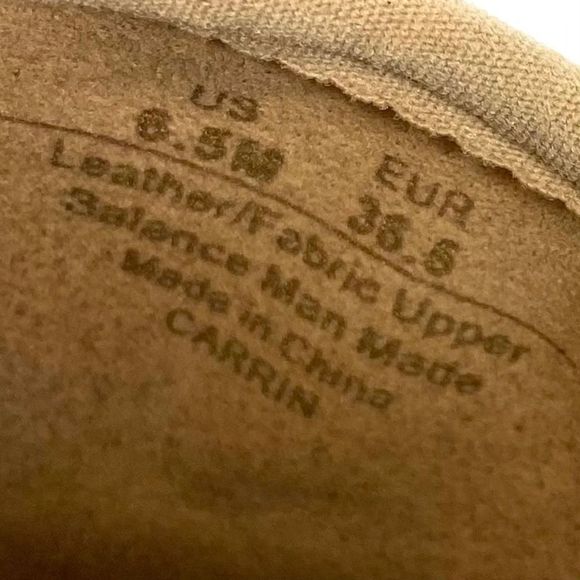 US EUR
6.5M 36.5
Leather/Fabric Upper
Balance Man Made
Made in China
CARRIN